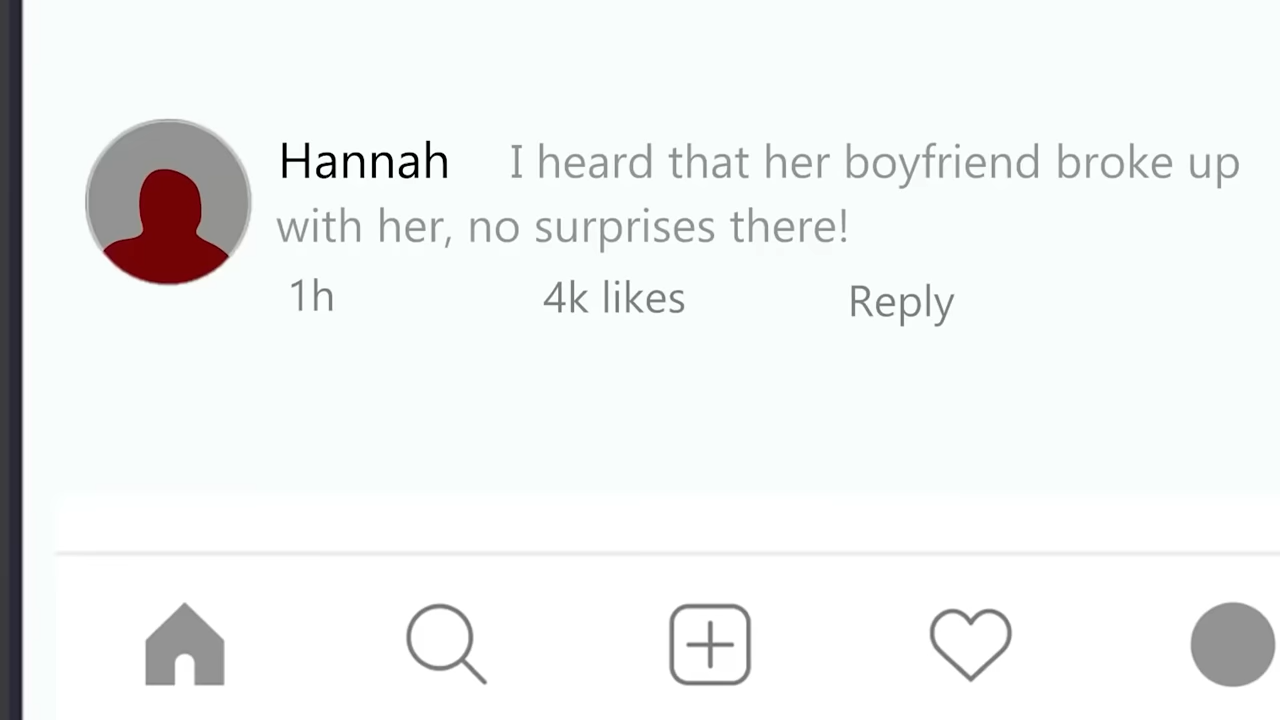 Hannah I heard that her boyfriend broke up
with her, no surprises there!
1h 4k likes Reply